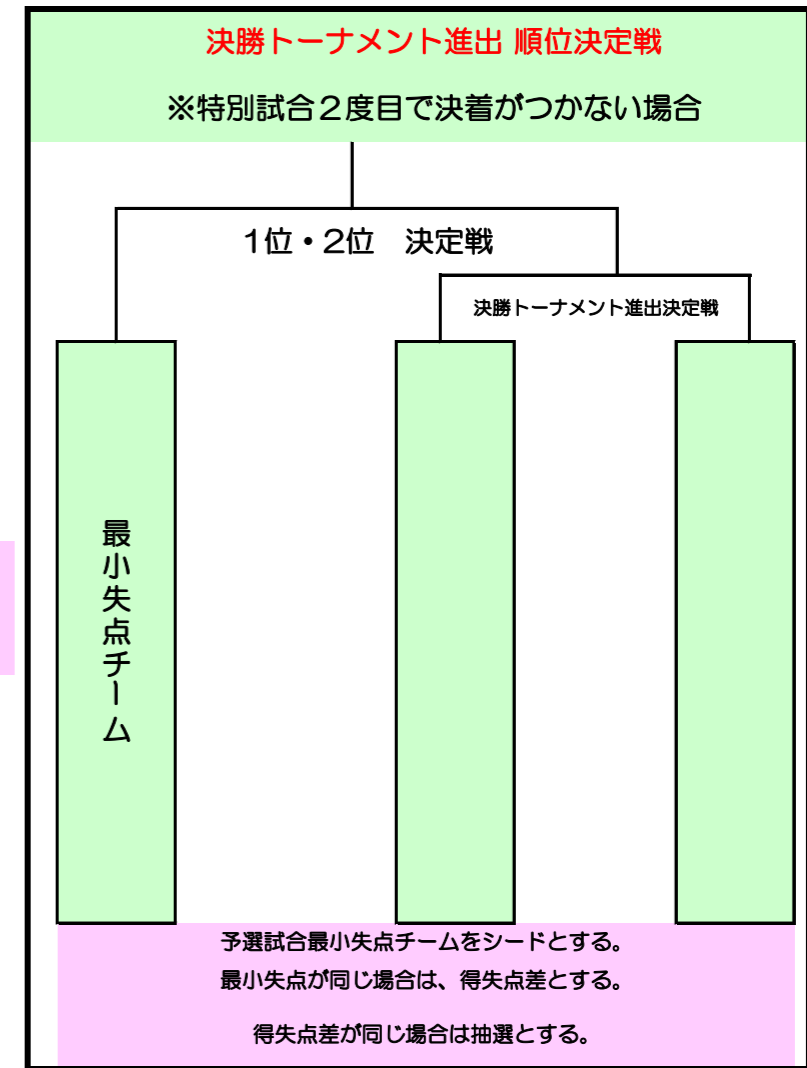 決勝トーナメント進出 順位決定戦
※特別試合２度目で決着がつかない場合
1位・2位　決定戦
決勝トーナメント進出決定戦
最小失点チーム
予選試合最小失点チームをシードとする。
最小失点が同じ場合は、得失点差とする。
得失点差が同じ場合は抽選とする。